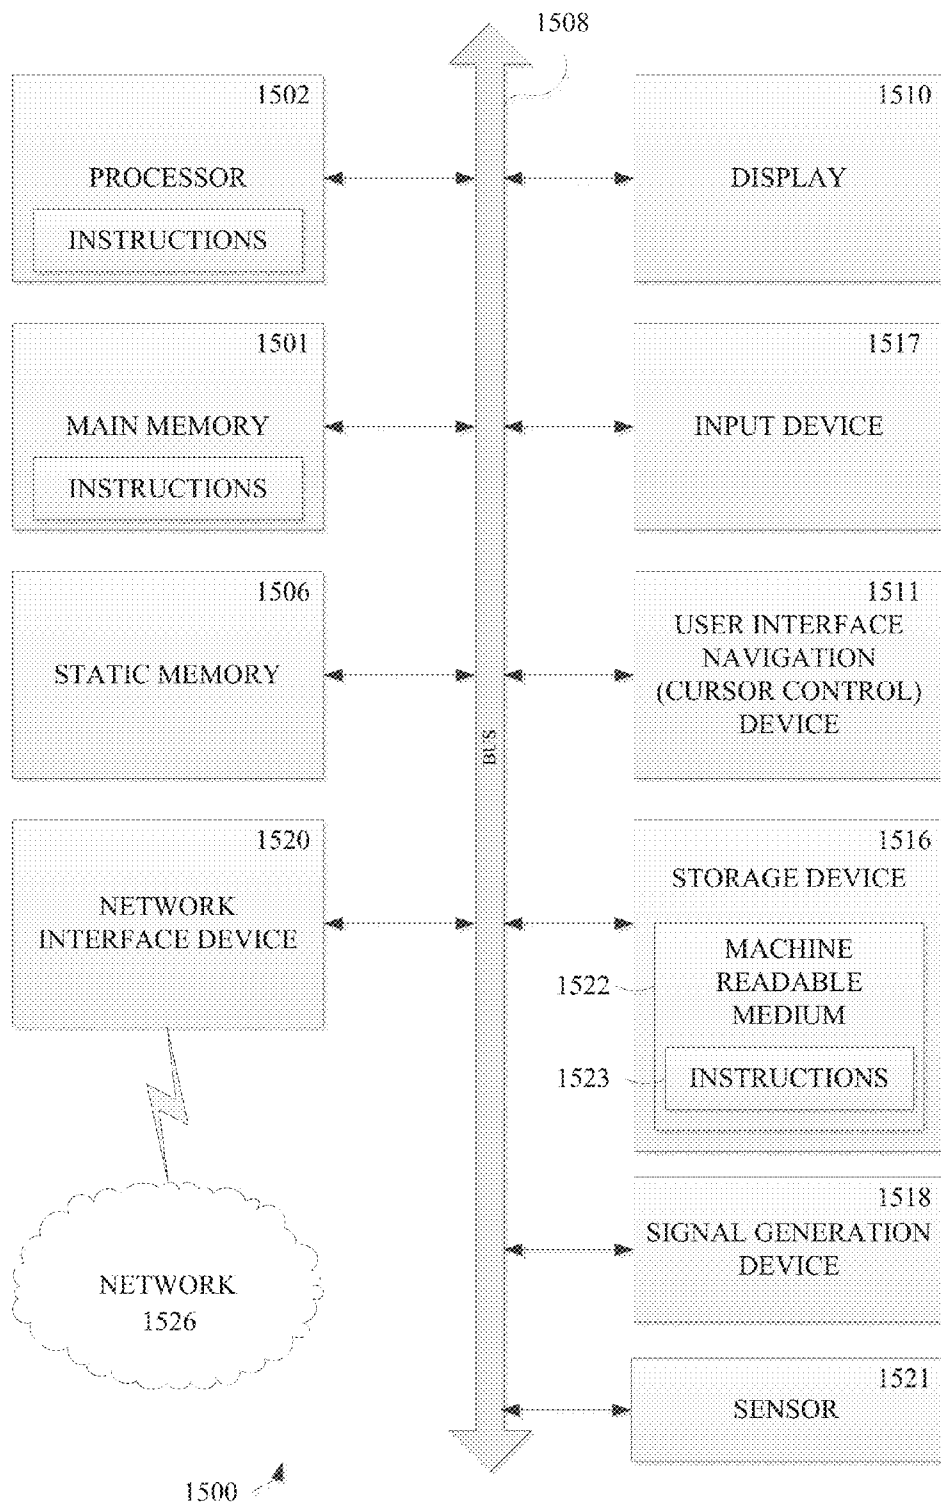 1508
1502
PROCESSOR
INSTRUCTIONS
1510
DISPLAY
1501
MAIN MEMORY
INSTRUCTIONS
1517
INPUT DEVICE
1506
STATIC MEMORY
1511
USER INTERFACE
NAVIGATION
(CURSOR CONTROL)
DEVICE
BUS
1520
NETWORK
INTERFACE DEVICE
1516
STORAGE DEVICE
MACHINE
READABLE
MEDIUM
1522
1523
INSTRUCTIONS
NETWORK
1526
1518
SIGNAL GENERATION
DEVICE
1521
SENSOR
1500